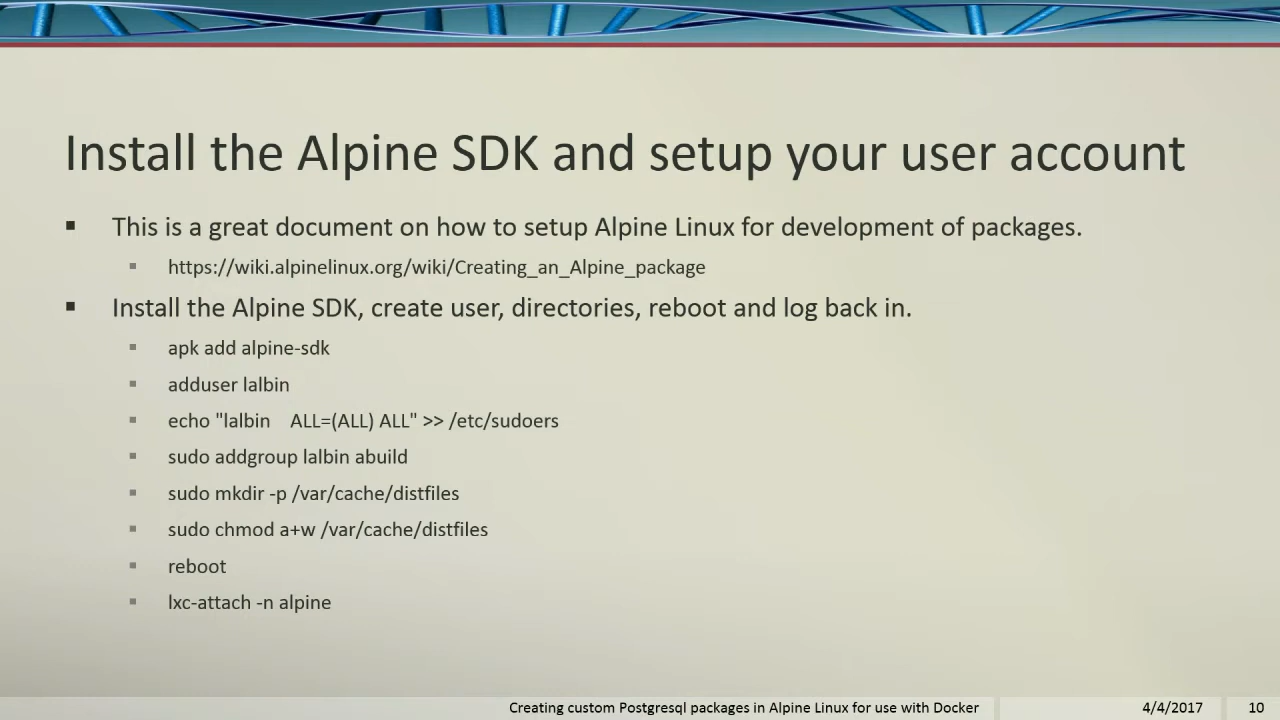 Install the Alpine SDK and setup your user account
This is a great document on how to setup Alpine Linux for development of packages.
https://wiki.alpinelinux.org/wiki/Creating_an_Alpine_package
Install the Alpine SDK, create user, directories, reboot and log back in.
apk add alpine-sdk
adduser lalbin
echo "lalbin    ALL=(ALL) ALL" >> /etc/sudoers
sudo addgroup lalbin abuild
sudo mkdir -p /var/cache/distfiles
sudo chmod a+w /var/cache/distfiles
reboot
lxc-attach -n alpine
Creating custom Postgresql packages in Alpine Linux for use with Docker 4/4/2017 10